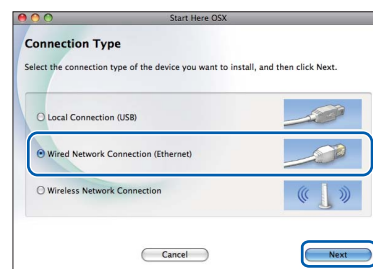 Start Here OSX
Connection Type
Select the connection type of the device you want to install, and then click Next.
Local Connection (USB)
Wired Network Connection (Ethernet)
Wireless Network Connection
Cancel
Next